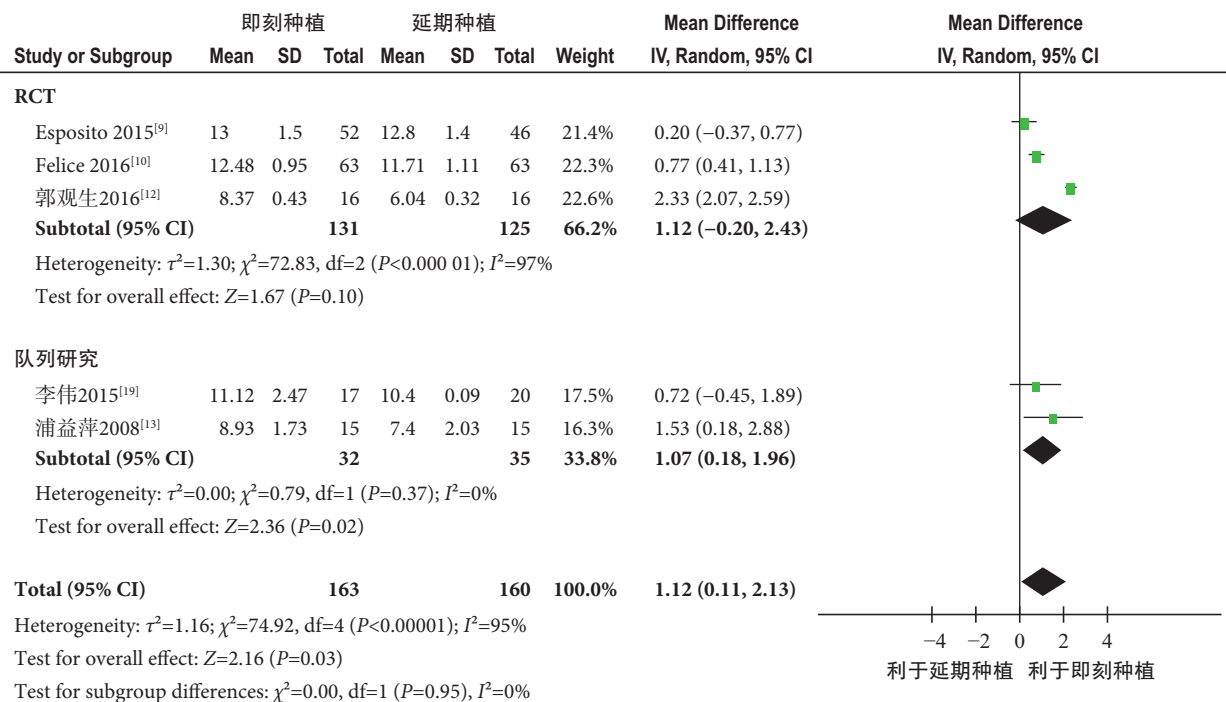 即刻种植 延期种植 Mean Difference Mean Difference
Study or Subgroup Mean SD Total Mean SD Total Weight IV, Random, 95% CI IV, Random, 95% CI
RCT
Esposito 2015[9] 13 1.5 52 12.8 1.4 46 21.4% 0.20 (−0.37, 0.77)
Felice 2016[10] 12.48 0.95 63 11.71 1.11 63 22.3% 0.77 (0.41, 1.13)
郭观生2016[12] 8.37 0.43 16 6.04 0.32 16 22.6% 2.33 (2.07, 2.59)
Subtotal (95% CI) 131 125 66.2% 1.12 (−0.20, 2.43)
Heterogeneity: τ²=1.30; χ²=72.83, df=2 (P<0.000 01); I²=97%
Test for overall effect: Z=1.67 (P=0.10)
队列研究
李伟2015[19] 11.12 2.47 17 10.4 0.09 20 17.5% 0.72 (−0.45, 1.89)
浦益萍2008[13] 8.93 1.73 15 7.4 2.03 15 16.3% 1.53 (0.18, 2.88)
Subtotal (95% CI) 32 35 33.8% 1.07 (0.18, 1.96)
Heterogeneity: τ²=0.00; χ²=0.79, df=1 (P=0.37); I²=0%
Test for overall effect: Z=2.36 (P=0.02)
Total (95% CI) 163 160 100.0% 1.12 (0.11, 2.13)
Heterogeneity: τ²=1.16; χ²=74.92, df=4 (P<0.00001); I²=95%
Test for overall effect: Z=2.16 (P=0.03)
Test for subgroup differences: χ²=0.00, df=1 (P=0.95), I²=0%
−4 −2 0 2 4
利于延期种植 利于即刻种植